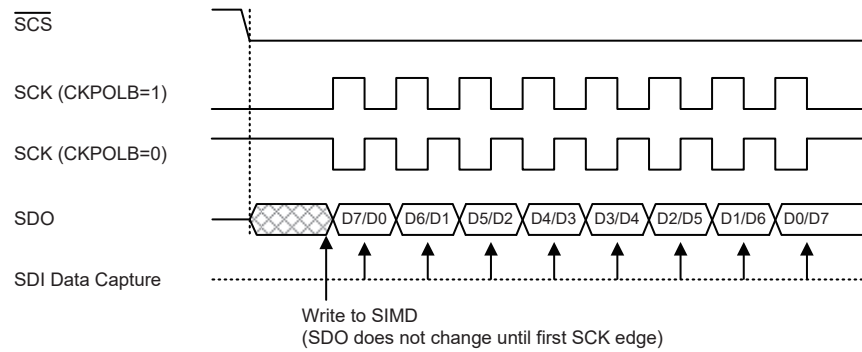 SCS
SCK (CKPOLB=1)
SCK (CKPOLB=0)
SDO
D7/D0 D6/D1 D5/D2 D4/D3 D3/D4 D2/D5 D1/D6 D0/D7
SDI Data Capture
Write to SIMD
(SDO does not change until first SCK edge)